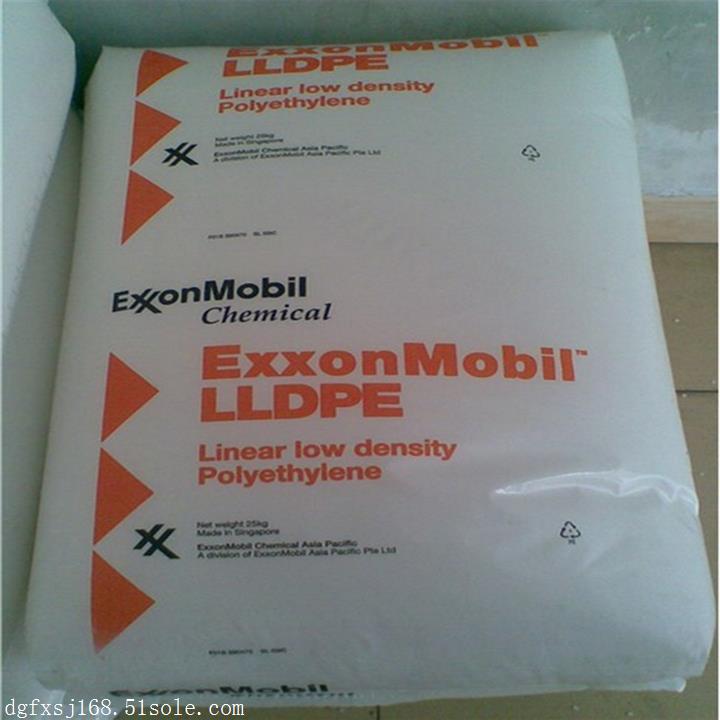 ExxonMobil
LLDPE
Linear low density
Polyethylene
Net weight 25kg
Made in Singapore
ExxonMobil Chemical Asia Pacific
A division of ExxonMobil Asia Pacific Pte Ltd
ExxonMobil
Chemical
ExxonMobil™
LLDPE
Linear low density
Polyethylene
Net weight 25kg
Made in Singapore
ExxonMobil Chemical Asia Pacific
A division of ExxonMobil Asia Pacific Pte Ltd
ExxonMobil
dgfxsj168.51sole.com